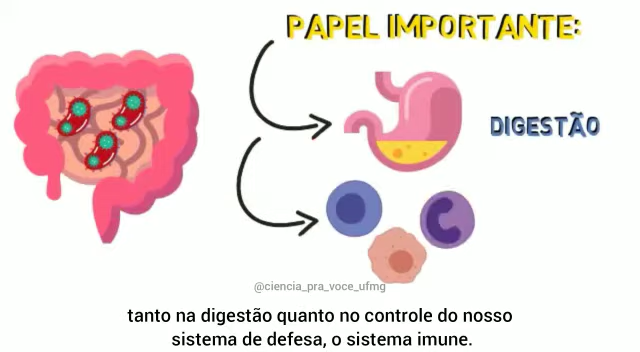 PAPEL IMPORTANTE:
DIGESTÃO
@ciencia_pra_voce_ufmg
tanto na digestão quanto no controle do nosso
sistema de defesa, o sistema imune.